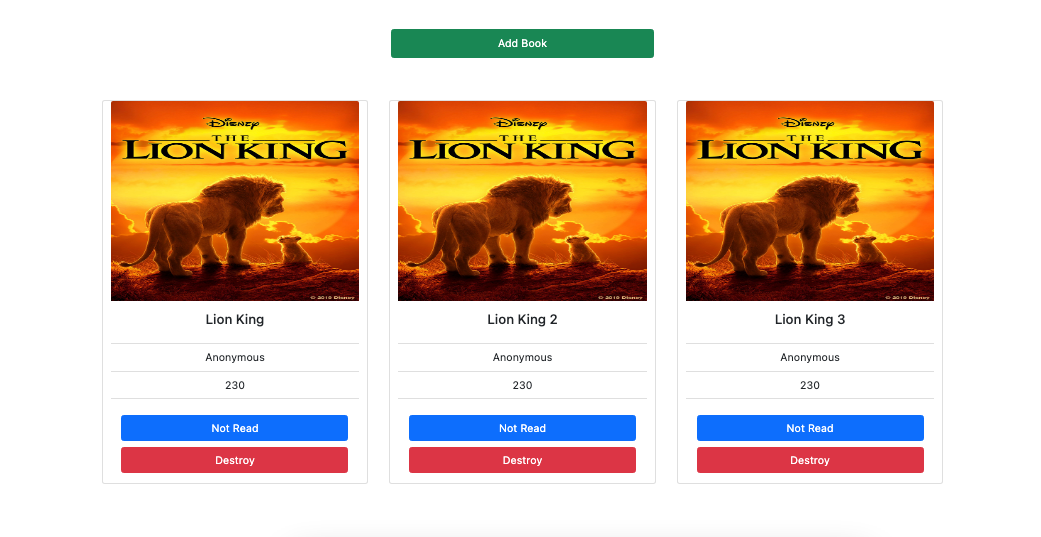 Add Book
Disney
THE
LION KING
© 2019 Disney
Lion King
Anonymous
230
Not Read
Destroy
Disney
THE
LION KING
© 2019 Disney
Lion King 2
Anonymous
230
Not Read
Destroy
Disney
THE
LION KING
© 2019 Disney
Lion King 3
Anonymous
230
Not Read
Destroy